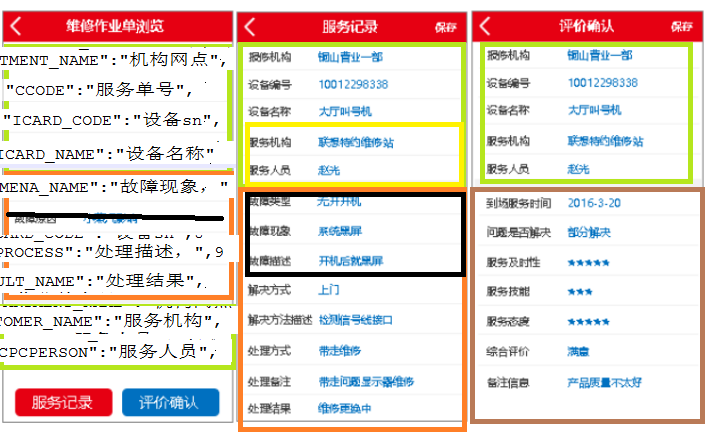 维修作业单浏览
TMENT_NAME":"机构网点",
"CCODE":"服务单号",
"ICARD_CODE":"设备sn",
ICARD_NAME":"设备名称"
MENA_NAME":"故障现象，"
故障原因
PROCESS":"处理描述，",9
ULT_NAME":"处理结果",
TOMER_NAME":"服务机构",
CPCPERSON":"服务人员",
服务记录 评价确认
服务记录 保存
报修机构 铜山营业一部
设备编号 10012298338
设备名称 大厅叫号机
服务机构 联想特约维修站
服务人员 赵光
故障类型 无开开机
故障现象 系统黑屏
故障描述 开机后就黑屏
解决方式 上门
解决方法描述 检测信号线接口
处理方式 带走维修
处理备注 带走问题显示器维修
处理结果 维修更换中
评价确认 保存
报修机构 铜山营业一部
设备编号 10012298338
设备名称 大厅叫号机
服务机构 联想特约维修站
服务人员 赵光
到场服务时间 2016-3-20
问题是否解决 部分解决
服务及时性 ★★★★★
服务技能 ★★★
服务态度 ★★★★★
综合评价 满意
备注信息 产品质量不太好